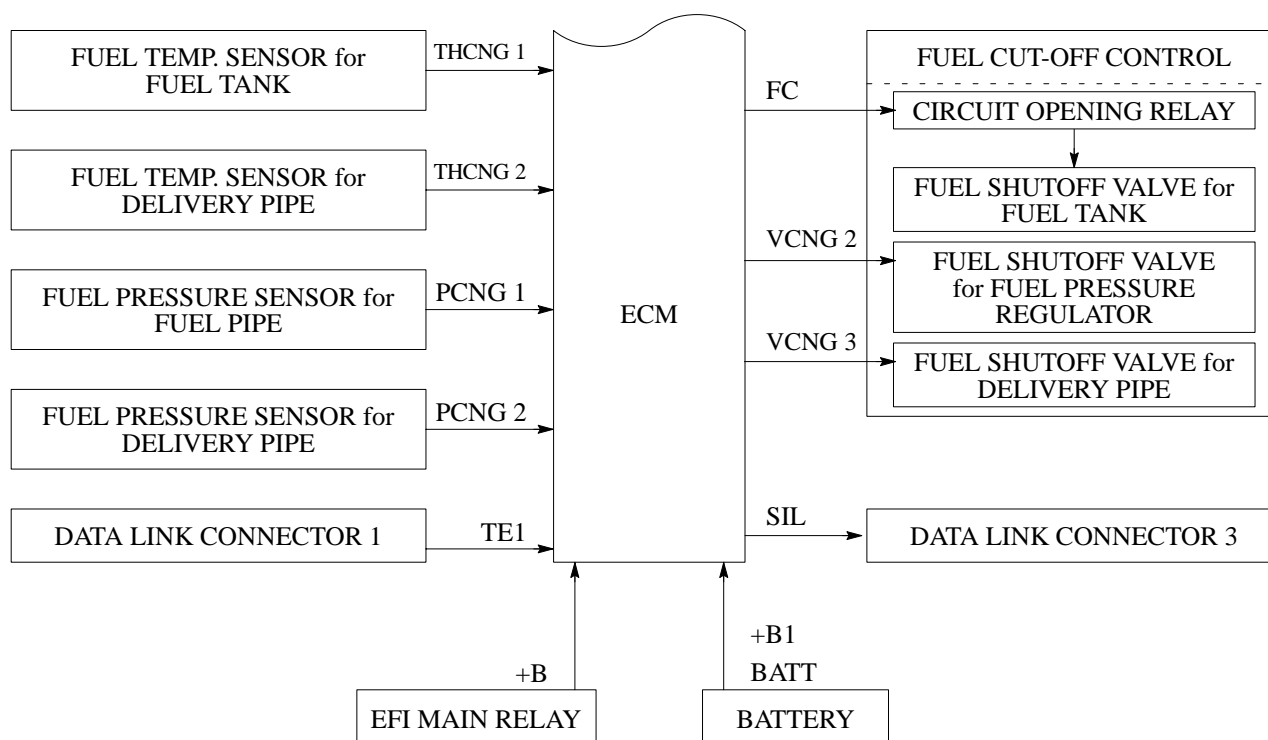 FUEL TEMP. SENSOR for
FUEL TANK
THCNG 1
FUEL TEMP. SENSOR for
DELIVERY PIPE
THCNG 2
FUEL PRESSURE SENSOR for
FUEL PIPE
PCNG 1
FUEL PRESSURE SENSOR for
DELIVERY PIPE
PCNG 2
DATA LINK CONNECTOR 1
TE1
ECM
+B
EFI MAIN RELAY
+B1
BATT
BATTERY
FUEL CUT-OFF CONTROL
FC
CIRCUIT OPENING RELAY
FUEL SHUTOFF VALVE for
FUEL TANK
VCNG 2
FUEL SHUTOFF VALVE
for FUEL PRESSURE
REGULATOR
VCNG 3
FUEL SHUTOFF VALVE for
DELIVERY PIPE
SIL
DATA LINK CONNECTOR 3